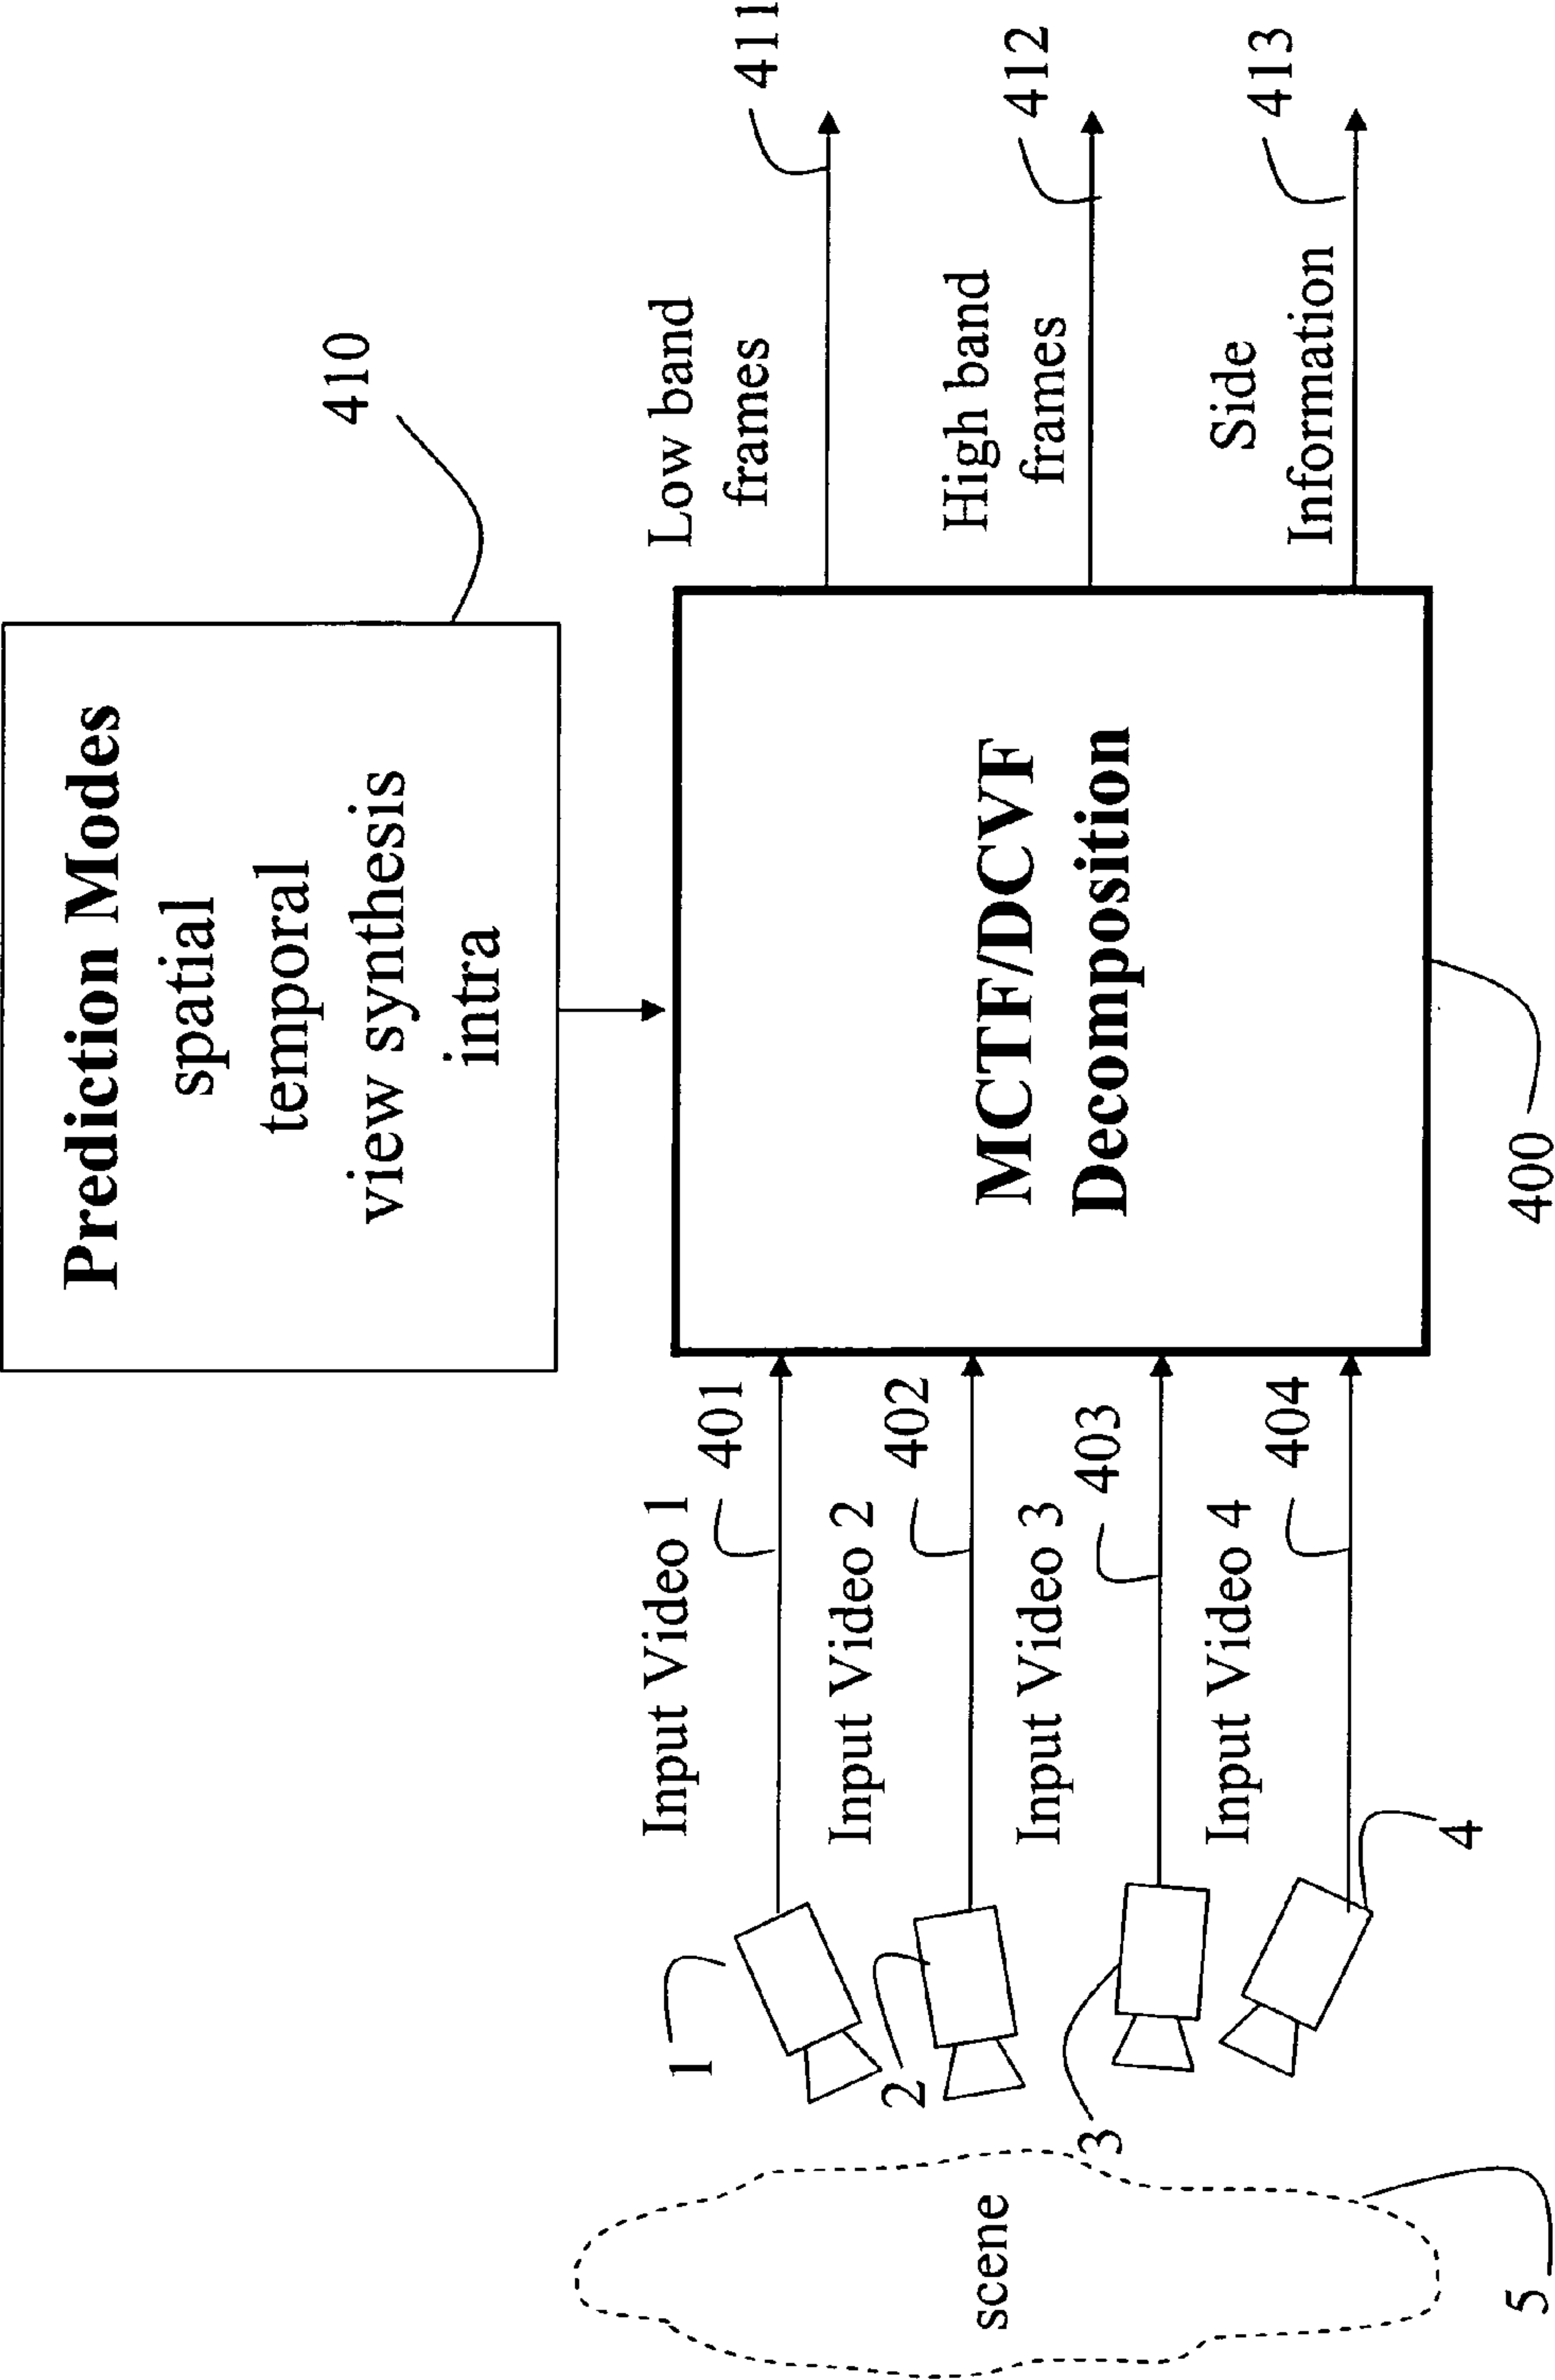 Prediction Modes
spatial
temporal
view synthesis
intra
410
Input Video 1
401
Input Video 2
402
Input Video 3
403
Input Video 4
404
1
2
3
4
scene
5
MCTF/DCVF
Decomposition
400
Low band
frames
411
High band
frames
412
Side
Information
413